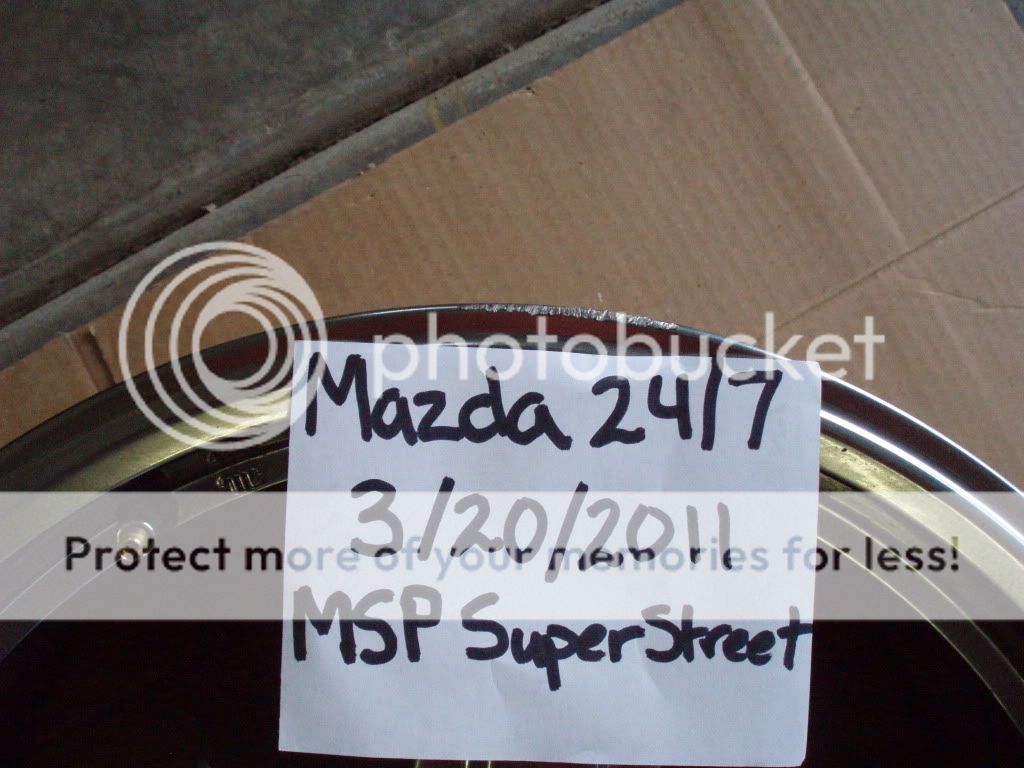 photobucket
Mazda 24/7
3/20/2011
Protect more of your memories for less!
MSP SuperStreet